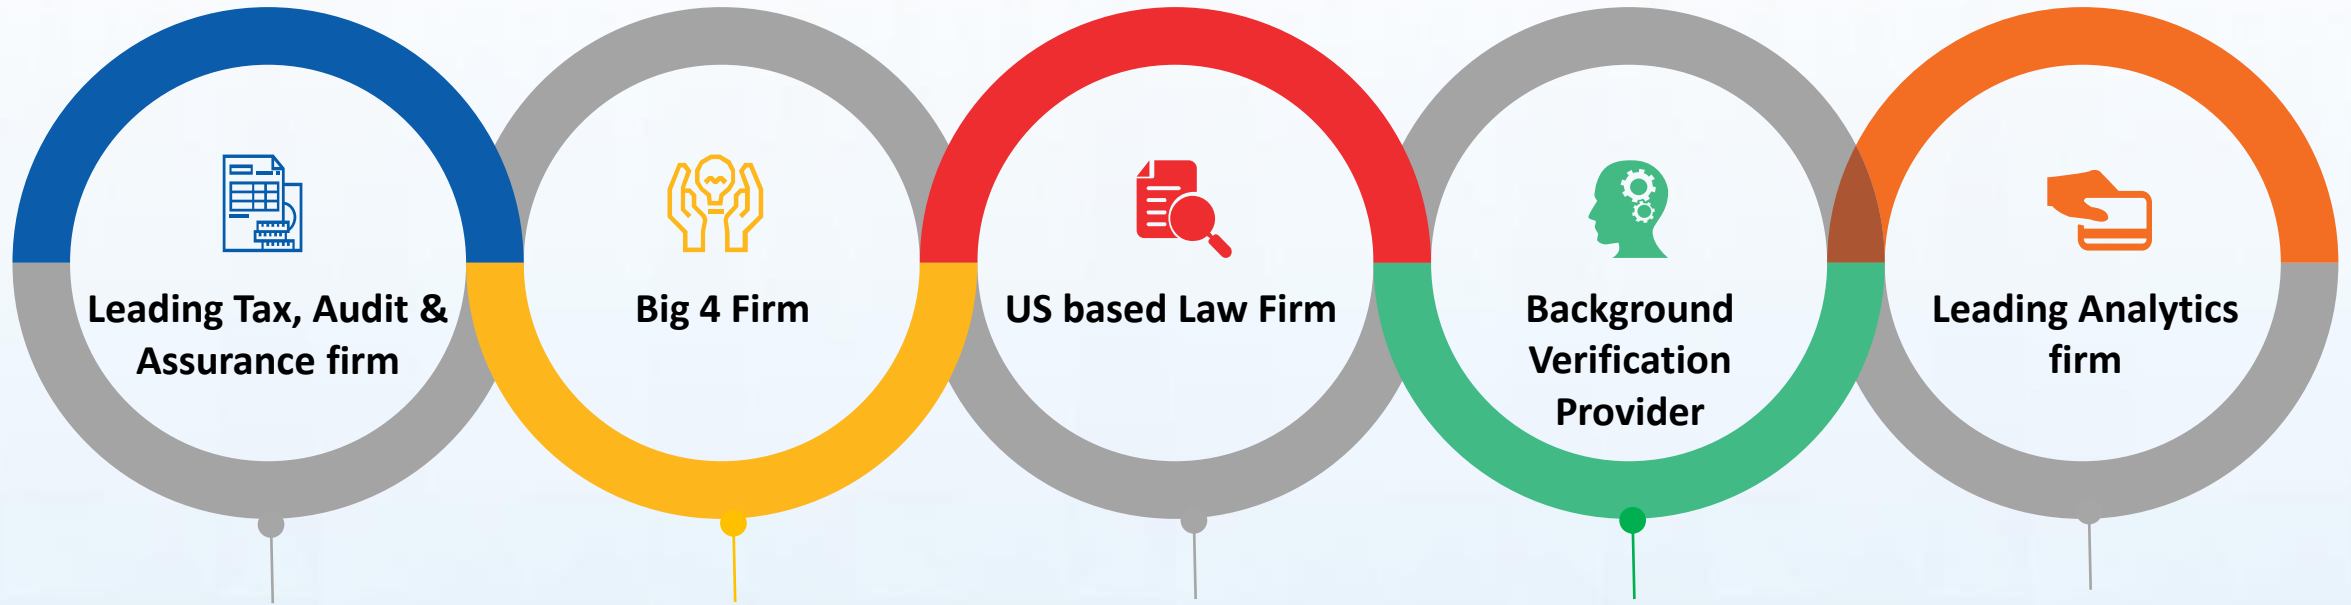 Leading Tax, Audit &
Assurance firm
Big 4 Firm
US based Law Firm
Background
Verification
Provider
Leading Analytics
firm